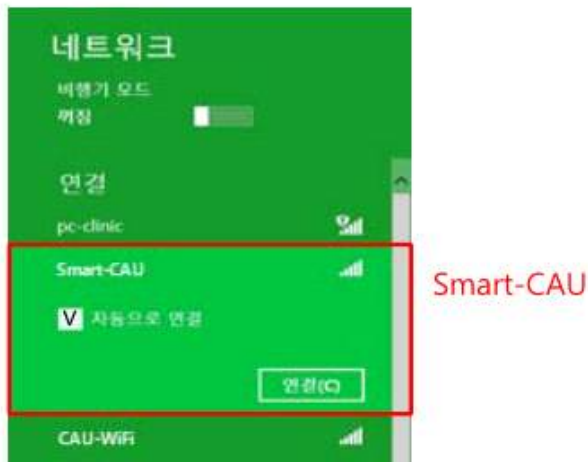 네트워크
비행기 모드
꺼짐
연결
pc-clinic
Smart-CAU
V 자동으로 연결
연결(C)
CAU-WiFi
Smart-CAU